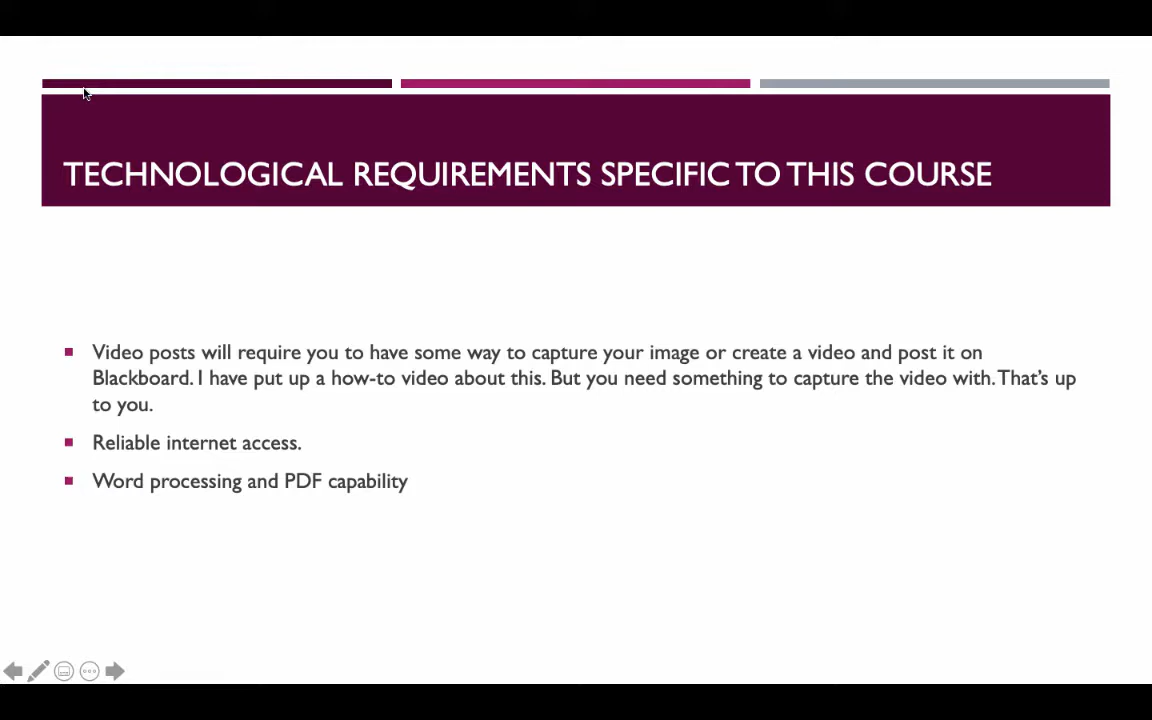 TECHNOLOGICAL REQUIREMENTS SPECIFIC TO THIS COURSE
Video posts will require you to have some way to capture your image or create a video and post it on
Blackboard. I have put up a how-to video about this. But you need something to capture the video with. That’s up
to you.
Reliable internet access.
Word processing and PDF capability